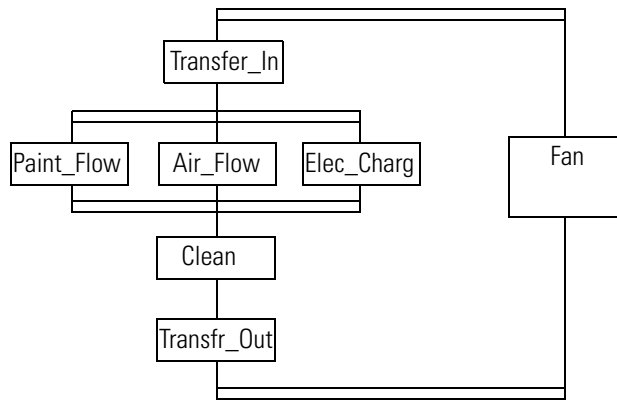 Transfer_In
Paint_Flow
Air_Flow
Elec_Charg
Fan
Clean
Transfr_Out